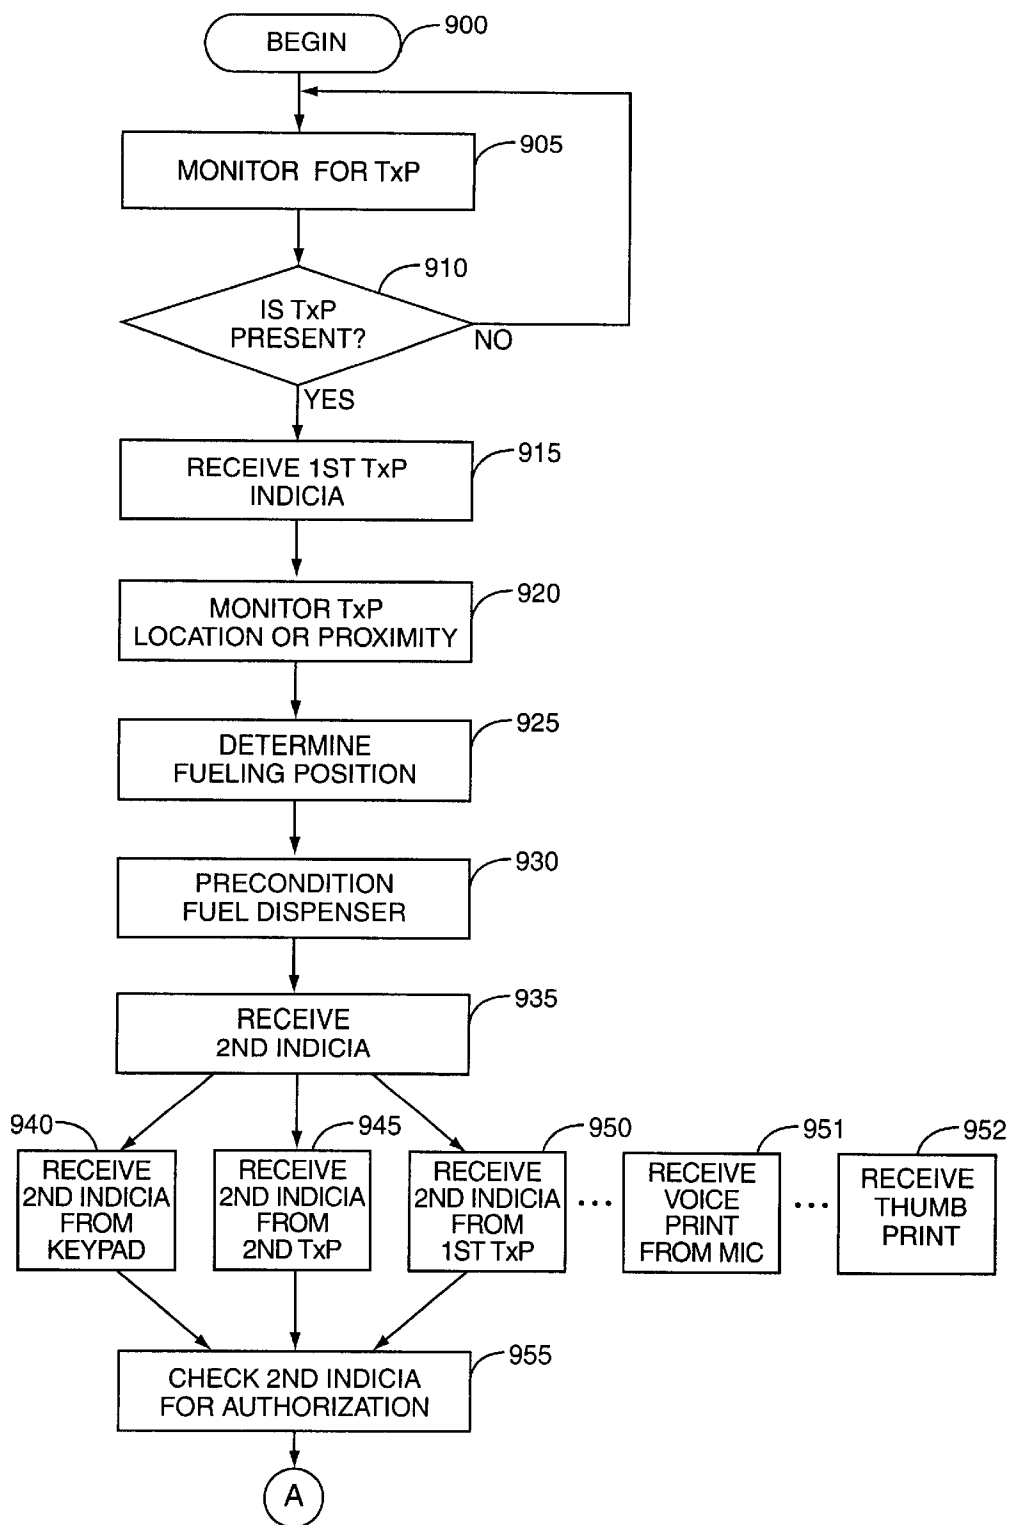 BEGIN
900
MONITOR FOR TxP
905
IS TxP
PRESENT?
910
NO
YES
RECEIVE 1ST TxP
INDICIA
915
MONITOR TxP
LOCATION OR PROXIMITY
920
DETERMINE
FUELING POSITION
925
PRECONDITION
FUEL DISPENSER
930
RECEIVE
2ND INDICIA
935
940
RECEIVE
2ND INDICIA
FROM
KEYPAD
945
RECEIVE
2ND INDICIA
FROM
2ND TxP
950
RECEIVE
2ND INDICIA
FROM
1ST TxP
...
951
RECEIVE
VOICE
PRINT
FROM MIC
...
952
RECEIVE
THUMB
PRINT
CHECK 2ND INDICIA
FOR AUTHORIZATION
955
A